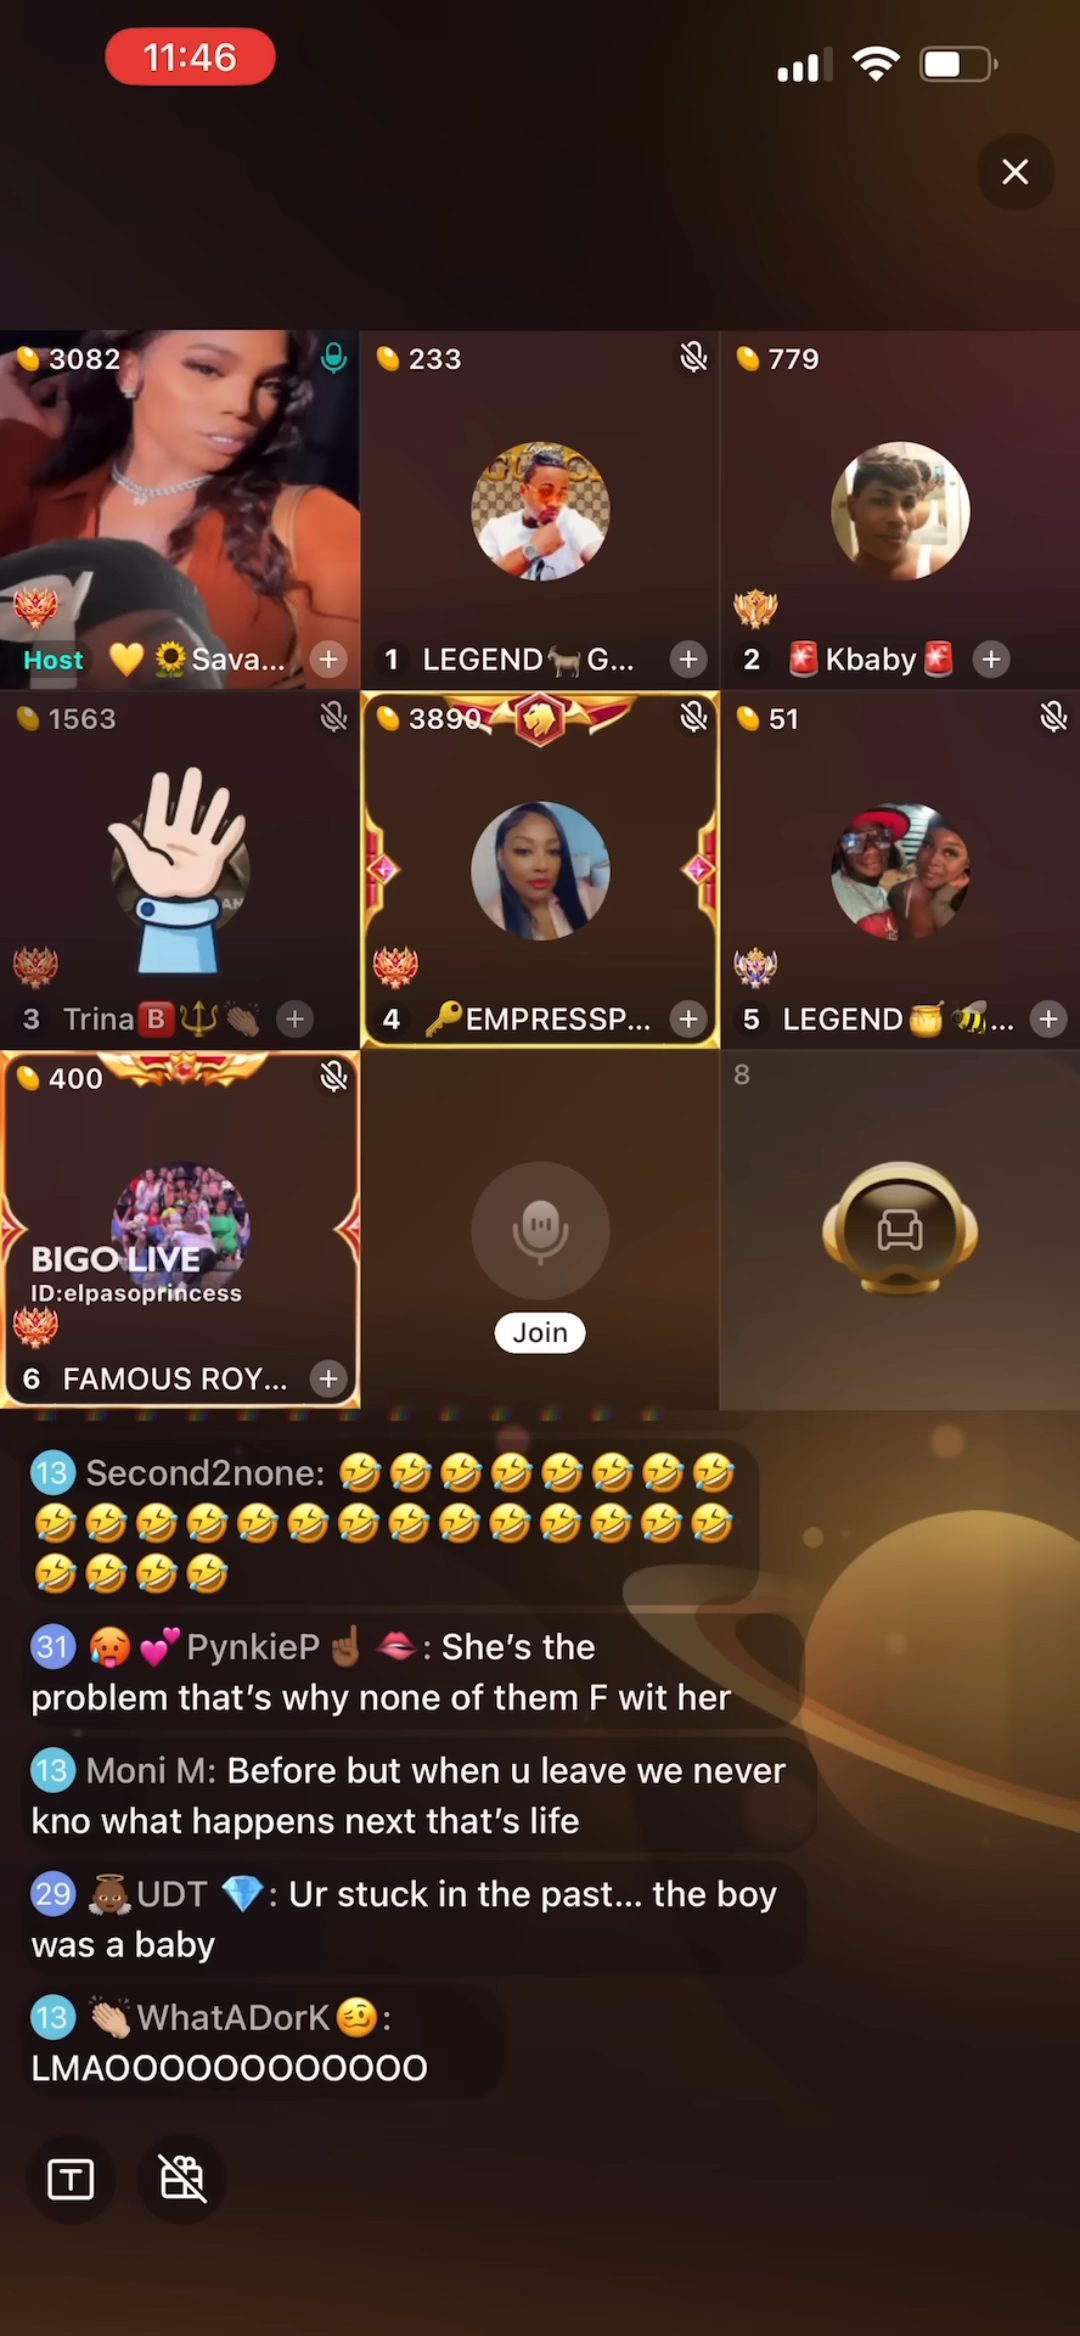 11:46
3082
233
779
Host 💛🌻Sava...
1 LEGEND🐐G...
2 🚨Kbaby🚨
1563
3890
51
3 Trina🅱️🔱👏🏽
4 🔑EMPRESSP...
5 LEGEND🍯🐝...
400
8
BIGO LIVE
ID:elpasoprincess
Join
6 FAMOUS ROY...
13 Second2none: 🤣🤣🤣🤣🤣🤣🤣🤣
🤣🤣🤣🤣🤣🤣🤣🤣🤣🤣🤣🤣🤣🤣
🤣🤣🤣🤣
31 🥵💕PynkieP☝🏾🫦: She's the
problem that's why none of them F wit her
13 Moni M: Before but when u leave we never
kno what happens next that's life
29 👼🏾UDT 💎: Ur stuck in the past... the boy
was a baby
13 👏🏼WhatADorK🥴:
LMAOOOOOOOOOOOO